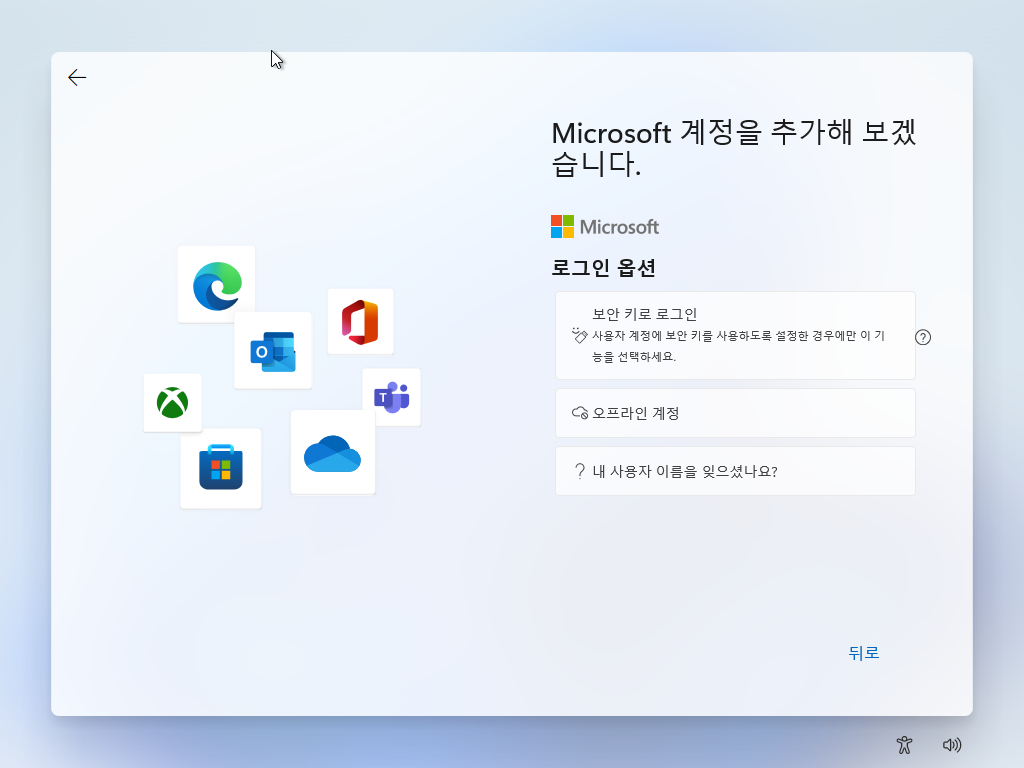 Microsoft 계정을 추가해 보겠
습니다.
Microsoft
로그인 옵션
보안 키로 로그인
사용자 계정에 보안 키를 사용하도록 설정한 경우에만 이 기
능을 선택하세요.
오프라인 계정
내 사용자 이름을 잊으셨나요?
뒤로